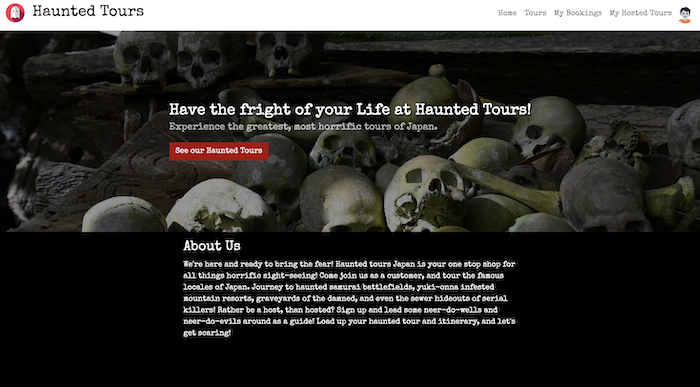 Haunted Tours
Home Tours My Bookings My Hosted Tours
Have the fright of your Life at Haunted Tours!
Experience the greatest, most horrific tours of Japan.
See our Haunted Tours
About Us
We're here and ready to bring the fear! Haunted tours Japan is your one stop shop for
all things horrific sight-seeing! Come join us as a customer, and tour the famous
locales of Japan. Journey to haunted samurai battlefields, yuki-onna infested
mountain resorts, graveyards of the damned, and even the sewer hideouts of serial
killers! Rather be a host, than hosted? Sign up and lead some neer-do-wells and
neer-do-evils around as a guide! Load up your haunted tour and itinerary, and let's
get scaring!